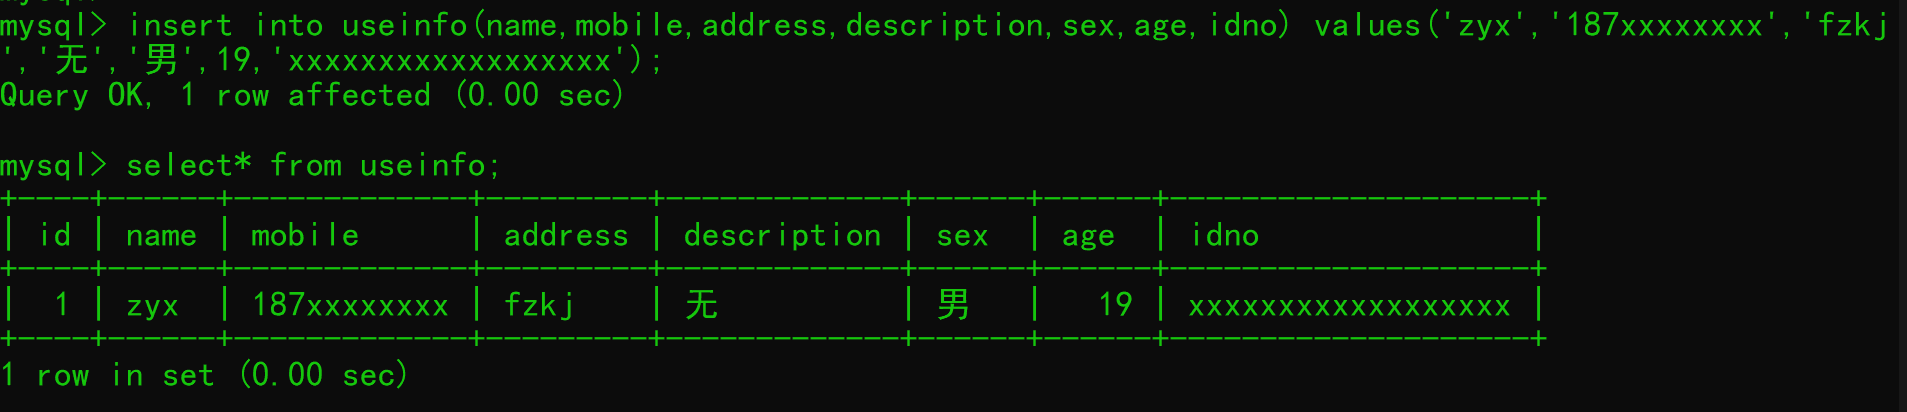 mysql> insert into useinfo(name,mobile,address,description,sex,age,idno) values('zyx','187xxxxxxxx','fzkj
','无','男',19,'xxxxxxxxxxxxxxxxxx');
Query OK, 1 row affected (0.00 sec)
mysql> select* from useinfo;
+----+------+-------------+---------+-------------+------+------+--------------------+
| id | name | mobile      | address | description | sex  | age  | idno               |
+----+------+-------------+---------+-------------+------+------+--------------------+
|  1 | zyx  | 187xxxxxxxx | fzkj    | 无          | 男   |   19 | xxxxxxxxxxxxxxxxxx |
+----+------+-------------+---------+-------------+------+------+--------------------+
1 row in set (0.00 sec)